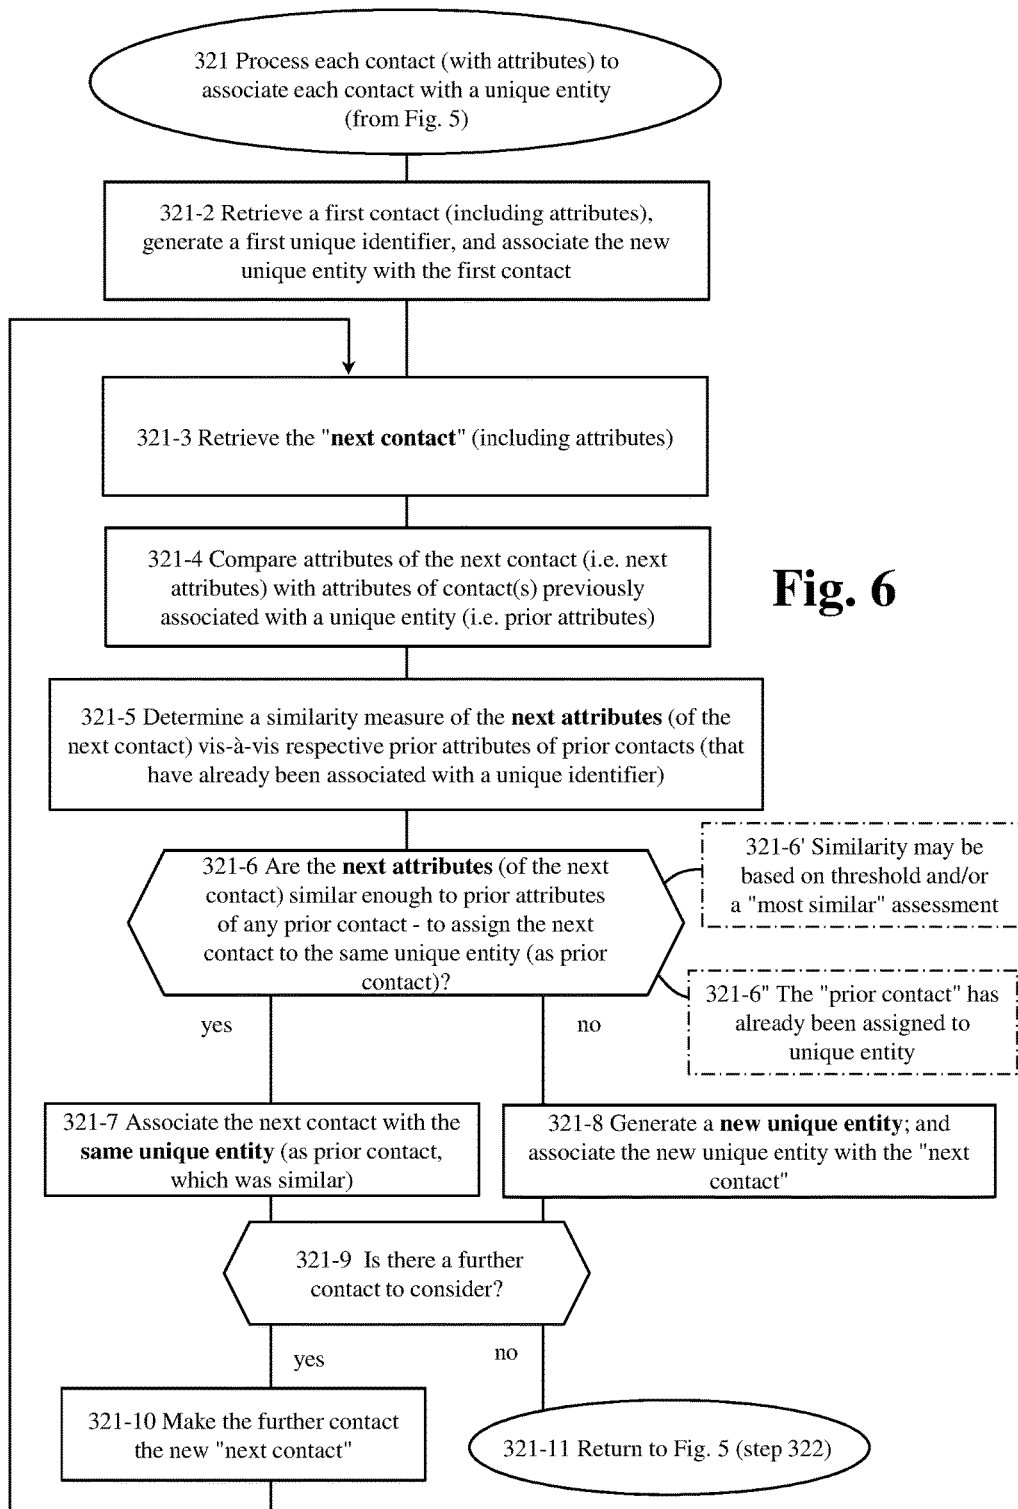 321 Process each contact (with attributes) to
associate each contact with a unique entity
(from Fig. 5)
321-2 Retrieve a first contact (including attributes),
generate a first unique identifier, and associate the new
unique entity with the first contact
321-3 Retrieve the "next contact" (including attributes)
321-4 Compare attributes of the next contact (i.e. next
attributes) with attributes of contact(s) previously
associated with a unique entity (i.e. prior attributes)
Fig. 6
321-5 Determine a similarity measure of the next attributes (of the
next contact) vis-à-vis respective prior attributes of prior contacts (that
have already been associated with a unique identifier)
321-6 Are the next attributes (of the next
contact) similar enough to prior attributes
of any prior contact - to assign the next
contact to the same unique entity (as prior
contact)?
321-6' Similarity may be
based on threshold and/or
a "most similar" assessment
321-6" The "prior contact" has
already been assigned to
unique entity
yes
no
321-7 Associate the next contact with the
same unique entity (as prior contact,
which was similar)
321-8 Generate a new unique entity; and
associate the new unique entity with the "next
contact"
321-9 Is there a further
contact to consider?
yes
no
321-10 Make the further contact
the new "next contact"
321-11 Return to Fig. 5 (step 322)